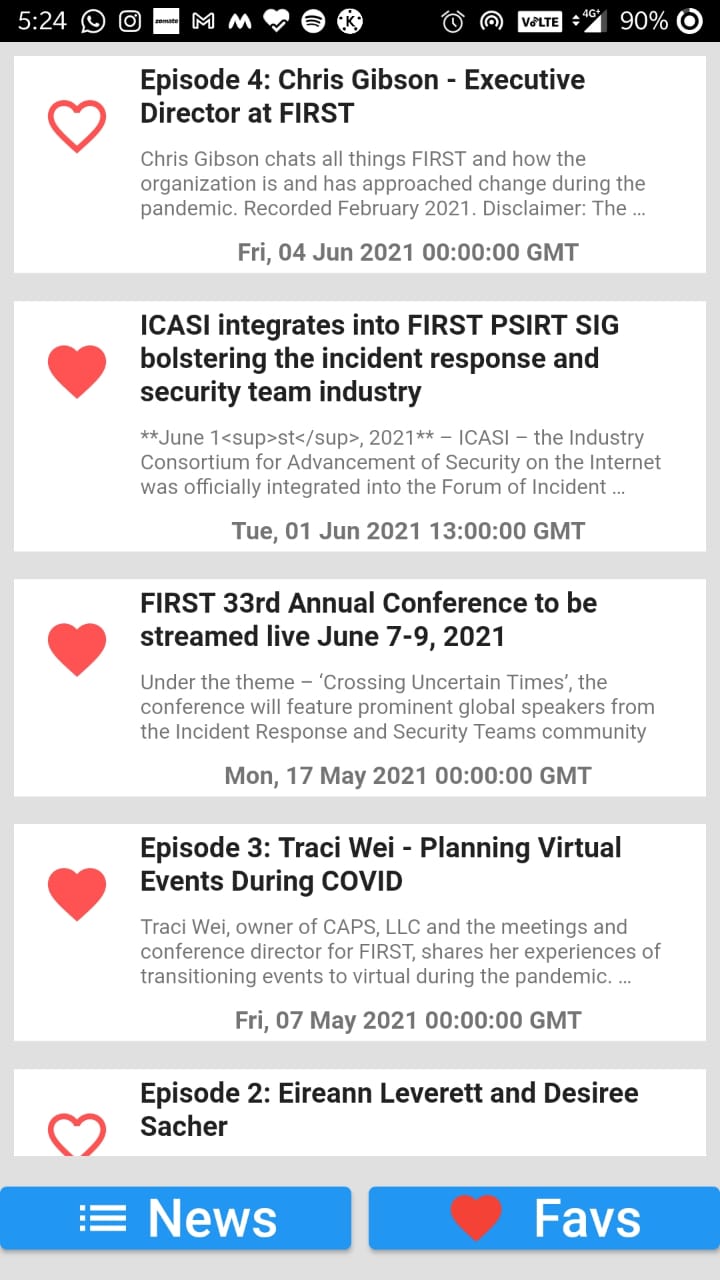 5:24
zomato
K
VoLTE
4G+
90%
Episode 4: Chris Gibson - Executive
Director at FIRST
Chris Gibson chats all things FIRST and how the
organization is and has approached change during the
pandemic. Recorded February 2021. Disclaimer: The ...
Fri, 04 Jun 2021 00:00:00 GMT
ICASI integrates into FIRST PSIRT SIG
bolstering the incident response and
security team industry
**June 1<sup>st</sup>, 2021** – ICASI – the Industry
Consortium for Advancement of Security on the Internet
was officially integrated into the Forum of Incident ...
Tue, 01 Jun 2021 13:00:00 GMT
FIRST 33rd Annual Conference to be
streamed live June 7-9, 2021
Under the theme – ‘Crossing Uncertain Times’, the
conference will feature prominent global speakers from
the Incident Response and Security Teams community
Mon, 17 May 2021 00:00:00 GMT
Episode 3: Traci Wei - Planning Virtual
Events During COVID
Traci Wei, owner of CAPS, LLC and the meetings and
conference director for FIRST, shares her experiences of
transitioning events to virtual during the pandemic. ...
Fri, 07 May 2021 00:00:00 GMT
Episode 2: Eireann Leverett and Desiree
Sacher
News
Favs